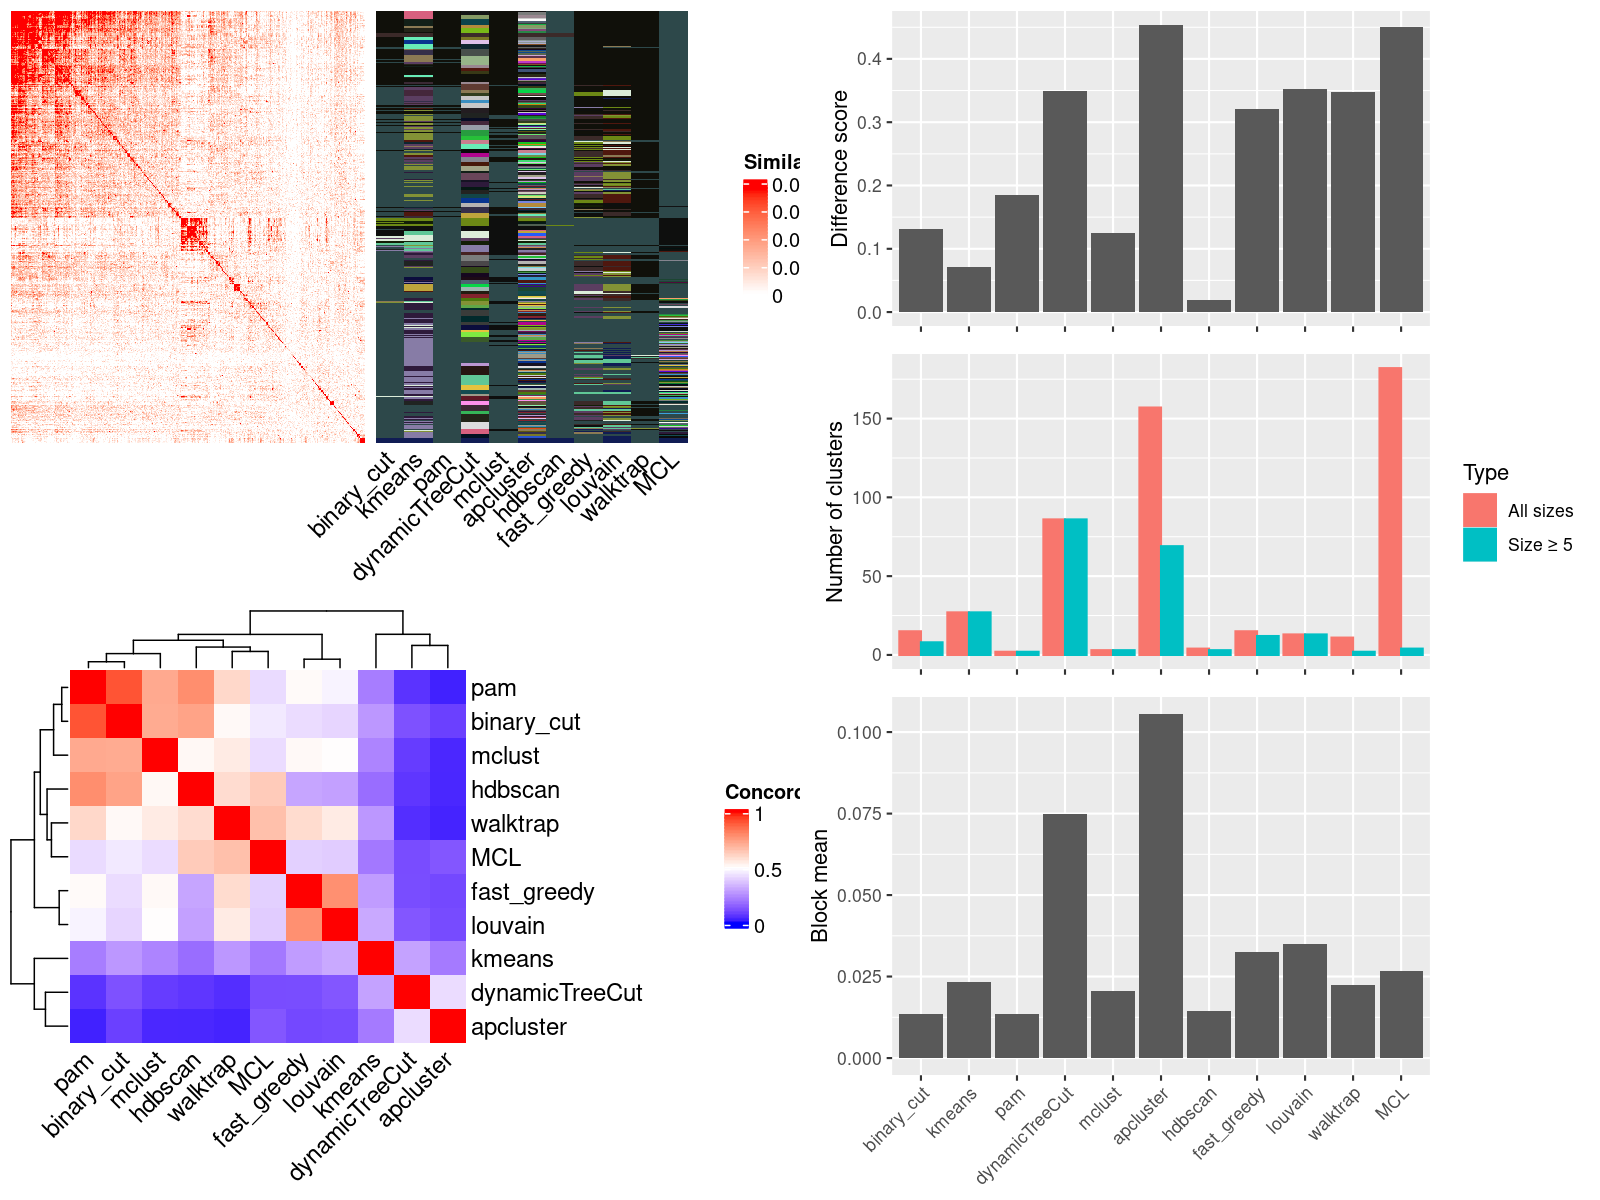 Simila
0.0
0.0
0.0
0.0
0
binary_cut
kmeans
pam
dynamicTreeCut
mclust
apcluster
hdbscan
fast_greedy
louvain
walktrap
MCL
pam
binary_cut
mclust
hdbscan
walktrap
MCL
fast_greedy
louvain
kmeans
dynamicTreeCut
apcluster
pam
binary_cut
mclust
hdbscan
walktrap
MCL
fast_greedy
louvain
kmeans
dynamicTreeCut
apcluster
Concord
1
0.5
0
Difference score
0.4
0.3
0.2
0.1
0.0
Number of clusters
150
100
50
0
Type
All sizes
Size ≥ 5
Block mean
0.100
0.075
0.050
0.025
0.000
binary_cut
kmeans
pam
dynamicTreeCut
mclust
apcluster
hdbscan
fast_greedy
louvain
walktrap
MCL